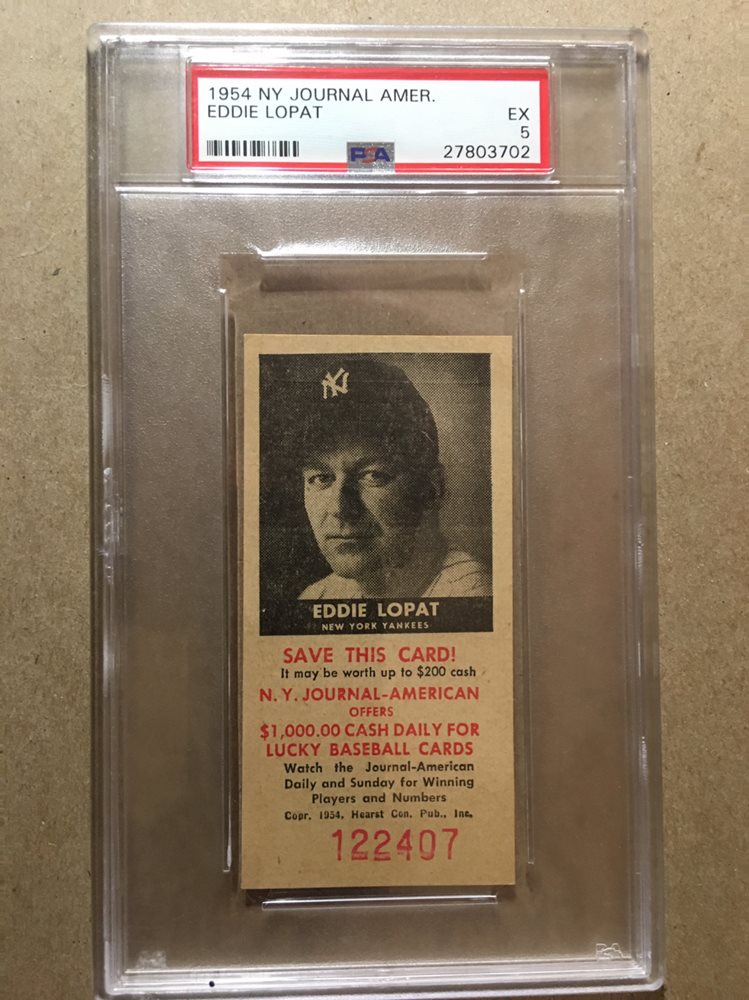 1954 NY JOURNAL AMER.
EDDIE LOPAT EX
5
PSA 27803702
NY
EDDIE LOPAT
NEW YORK YANKEES
SAVE THIS CARD!
It may be worth up to $200 cash
N.Y. JOURNAL-AMERICAN
OFFERS
$1,000.00 CASH DAILY FOR
LUCKY BASEBALL CARDS
Watch the Journal-American
Daily and Sunday for Winning
Players and Numbers
Copr. 1954, Hearst Con. Pub., Inc.
122407
PSA